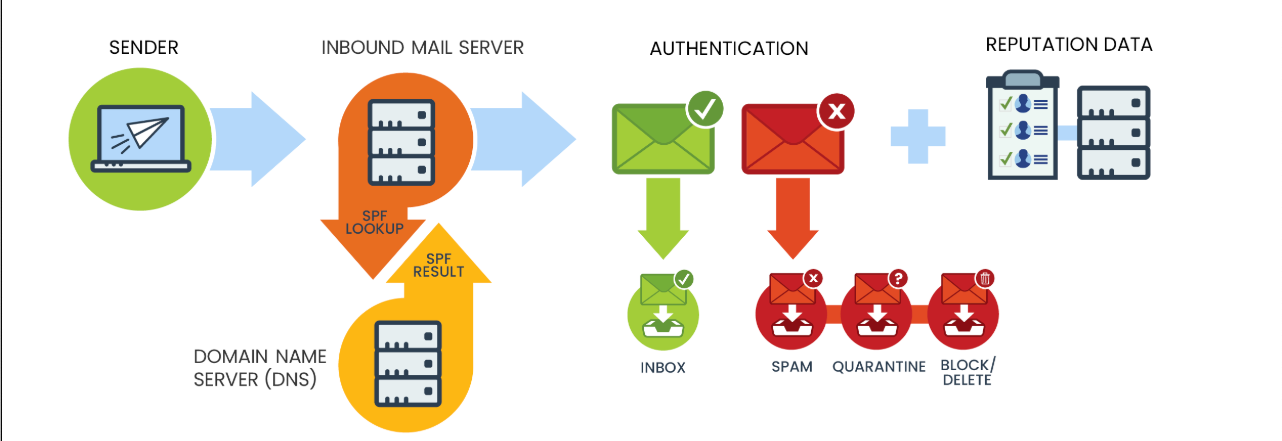 SENDER
INBOUND MAIL SERVER
AUTHENTICATION
REPUTATION DATA
SPF
LOOKUP
SPF
RESULT
DOMAIN NAME
SERVER (DNS)
INBOX
SPAM
QUARANTINE
BLOCK/
DELETE